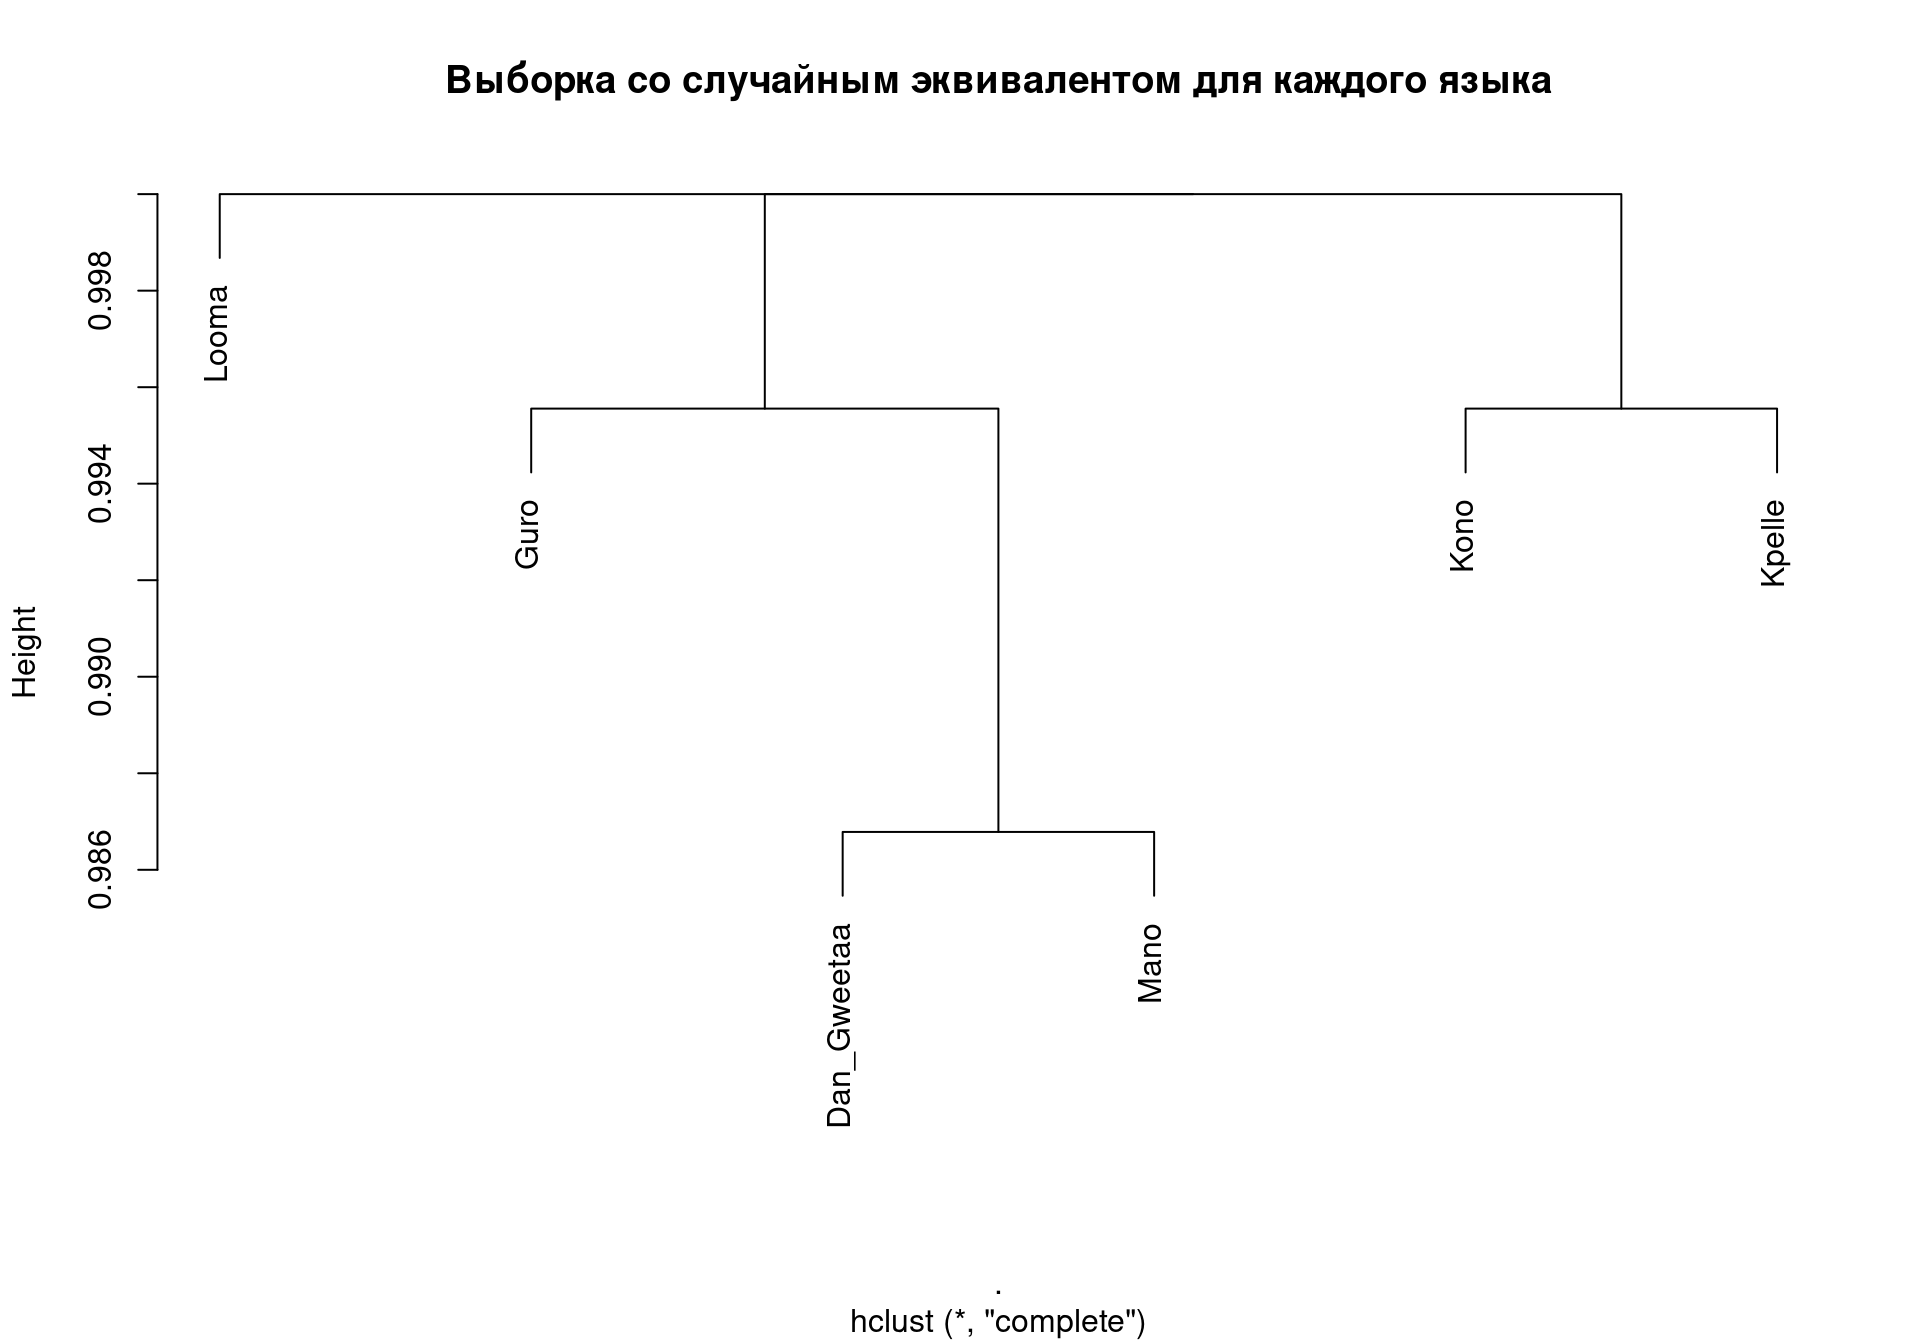 Выборка со случайным эквивалентом для каждого языка
Height
0.998
0.994
0.990
0.986
Looma
Guro
Dan_Gweetaa
Mano
Kono
Kpelle
.
hclust (*, "complete")